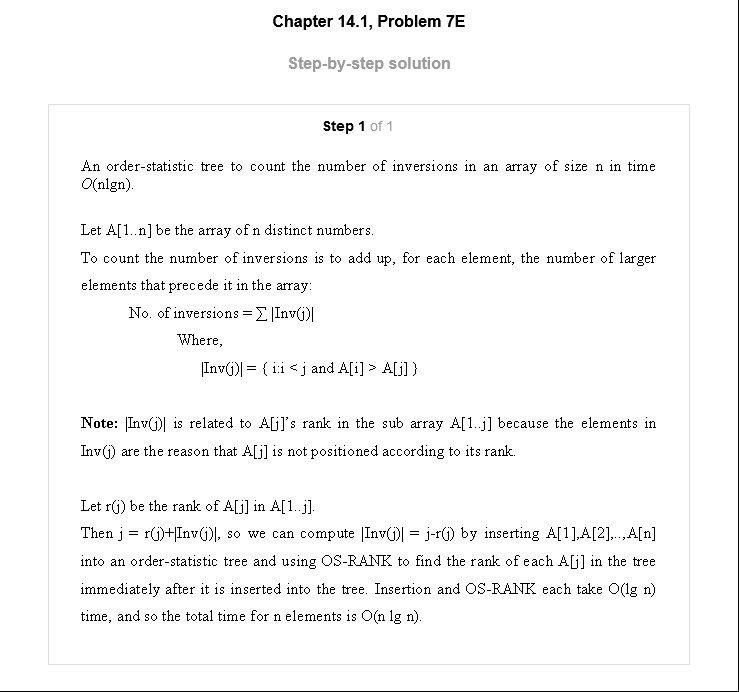 Chapter 14.1, Problem 7E
Step-by-step solution
Step 1 of 1
An order-statistic tree to count the number of inversions in an array of size n in time
O(nlgn).
Let A[1..n] be the array of n distinct numbers.
To count the number of inversions is to add up, for each element, the number of larger
elements that precede it in the array:
No. of inversions = ∑ |Inv(j)|
Where,
|Inv(j)| = { i:i < j and A[i] > A[j] }
Note: |Inv(j)| is related to A[j]'s rank in the sub array A[1..j] because the elements in
Inv(j) are the reason that A[j] is not positioned according to its rank.
Let r(j) be the rank of A[j] in A[1..j].
Then j = r(j)+|Inv(j)|, so we can compute |Inv(j)| = j-r(j) by inserting A[1],A[2],..,A[n]
into an order-statistic tree and using OS-RANK to find the rank of each A[j] in the tree
immediately after it is inserted into the tree. Insertion and OS-RANK each take O(lg n)
time, and so the total time for n elements is O(n lg n).